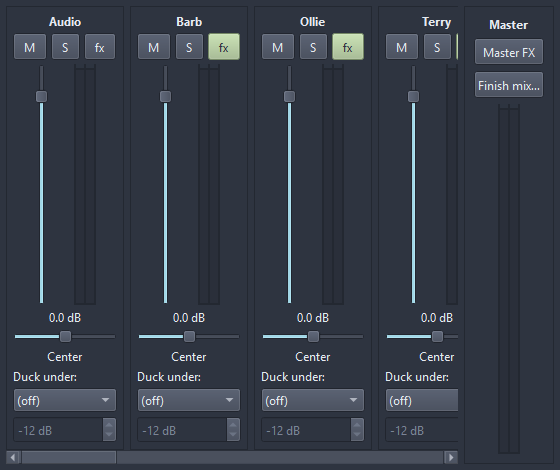 Audio Barb Ollie Terry Master
M S fx M S fx M S fx M S Master FX
Finish mix...
0.0 dB 0.0 dB 0.0 dB 0.0 dB
Center Center Center Center
Duck under: Duck under: Duck under: Duck under:
(off) (off) (off) (off)
-12 dB -12 dB -12 dB -12 dB